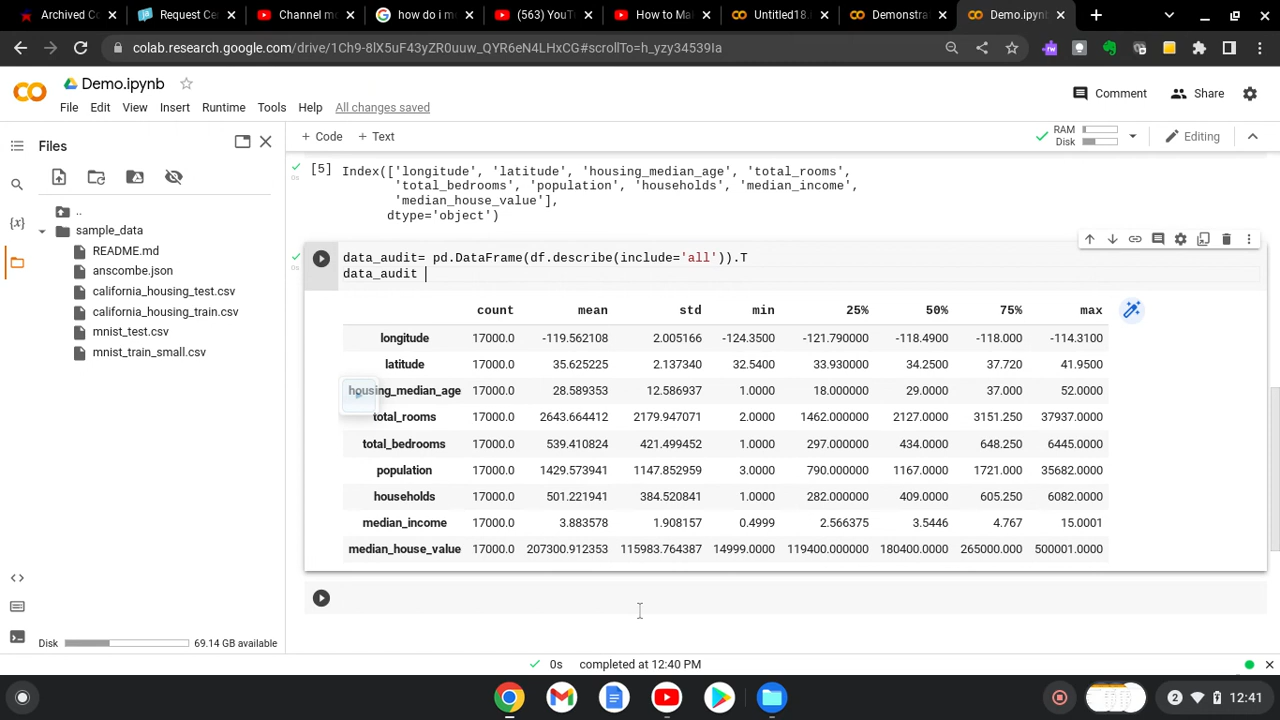 Archived co
Request Ce
Channel m
how do i m
(563) YouT
How to Mal
Untitled18.i
Demonstra
Demo.ipynb
colab.research.google.com/drive/1Ch9-8lX5uF43yZR0uuw_QYR6eN4LHxCG#scrollTo=h_yzy34539Ia
Demo.ipynb
File Edit View Insert Runtime Tools Help All changes saved
Comment Share
Files
+ Code + Text
RAM
Disk
Editing
..
sample_data
README.md
anscombe.json
california_housing_test.csv
california_housing_train.csv
mnist_test.csv
mnist_train_small.csv
Disk 69.14 GB available
0s
[5] Index(['longitude', 'latitude', 'housing_median_age', 'total_rooms',
'total_bedrooms', 'population', 'households', 'median_income',
'median_house_value'],
dtype='object')
0s
data_audit= pd.DataFrame(df.describe(include='all')).T
data_audit
count mean std min 25% 50% 75% max
longitude 17000.0 -119.562108 2.005166 -124.3500 -121.790000 -118.4900 -118.000 -114.3100
latitude 17000.0 35.625225 2.137340 32.5400 33.930000 34.2500 37.720 41.9500
housing_median_age 17000.0 28.589353 12.586937 1.0000 18.000000 29.0000 37.000 52.0000
total_rooms 17000.0 2643.664412 2179.947071 2.0000 1462.000000 2127.0000 3151.250 37937.0000
total_bedrooms 17000.0 539.410824 421.499452 1.0000 297.000000 434.0000 648.250 6445.0000
population 17000.0 1429.573941 1147.852959 3.0000 790.000000 1167.0000 1721.000 35682.0000
households 17000.0 501.221941 384.520841 1.0000 282.000000 409.0000 605.250 6082.0000
median_income 17000.0 3.883578 1.908157 0.4999 2.566375 3.5446 4.767 15.0001
median_house_value 17000.0 207300.912353 115983.764387 14999.0000 119400.000000 180400.0000 265000.000 500001.0000
0s completed at 12:40 PM
2 12:41